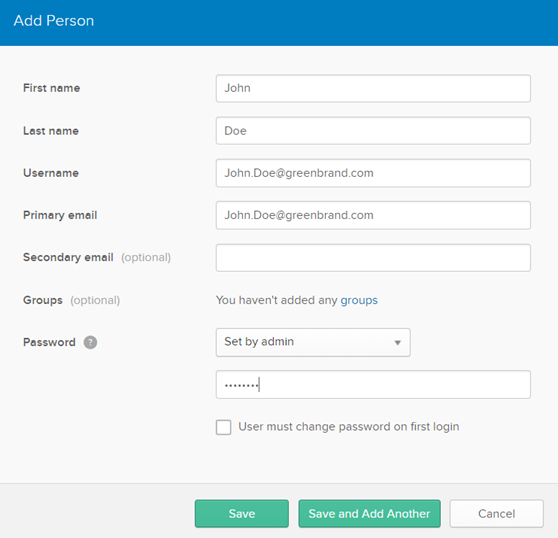 Add Person
First name John
Last name Doe
Username John.Doe@greenbrand.com
Primary email John.Doe@greenbrand.com
Secondary email (optional)
Groups (optional) You haven't added any groups
Password ? Set by admin
••••••••
User must change password on first login
Save Save and Add Another Cancel